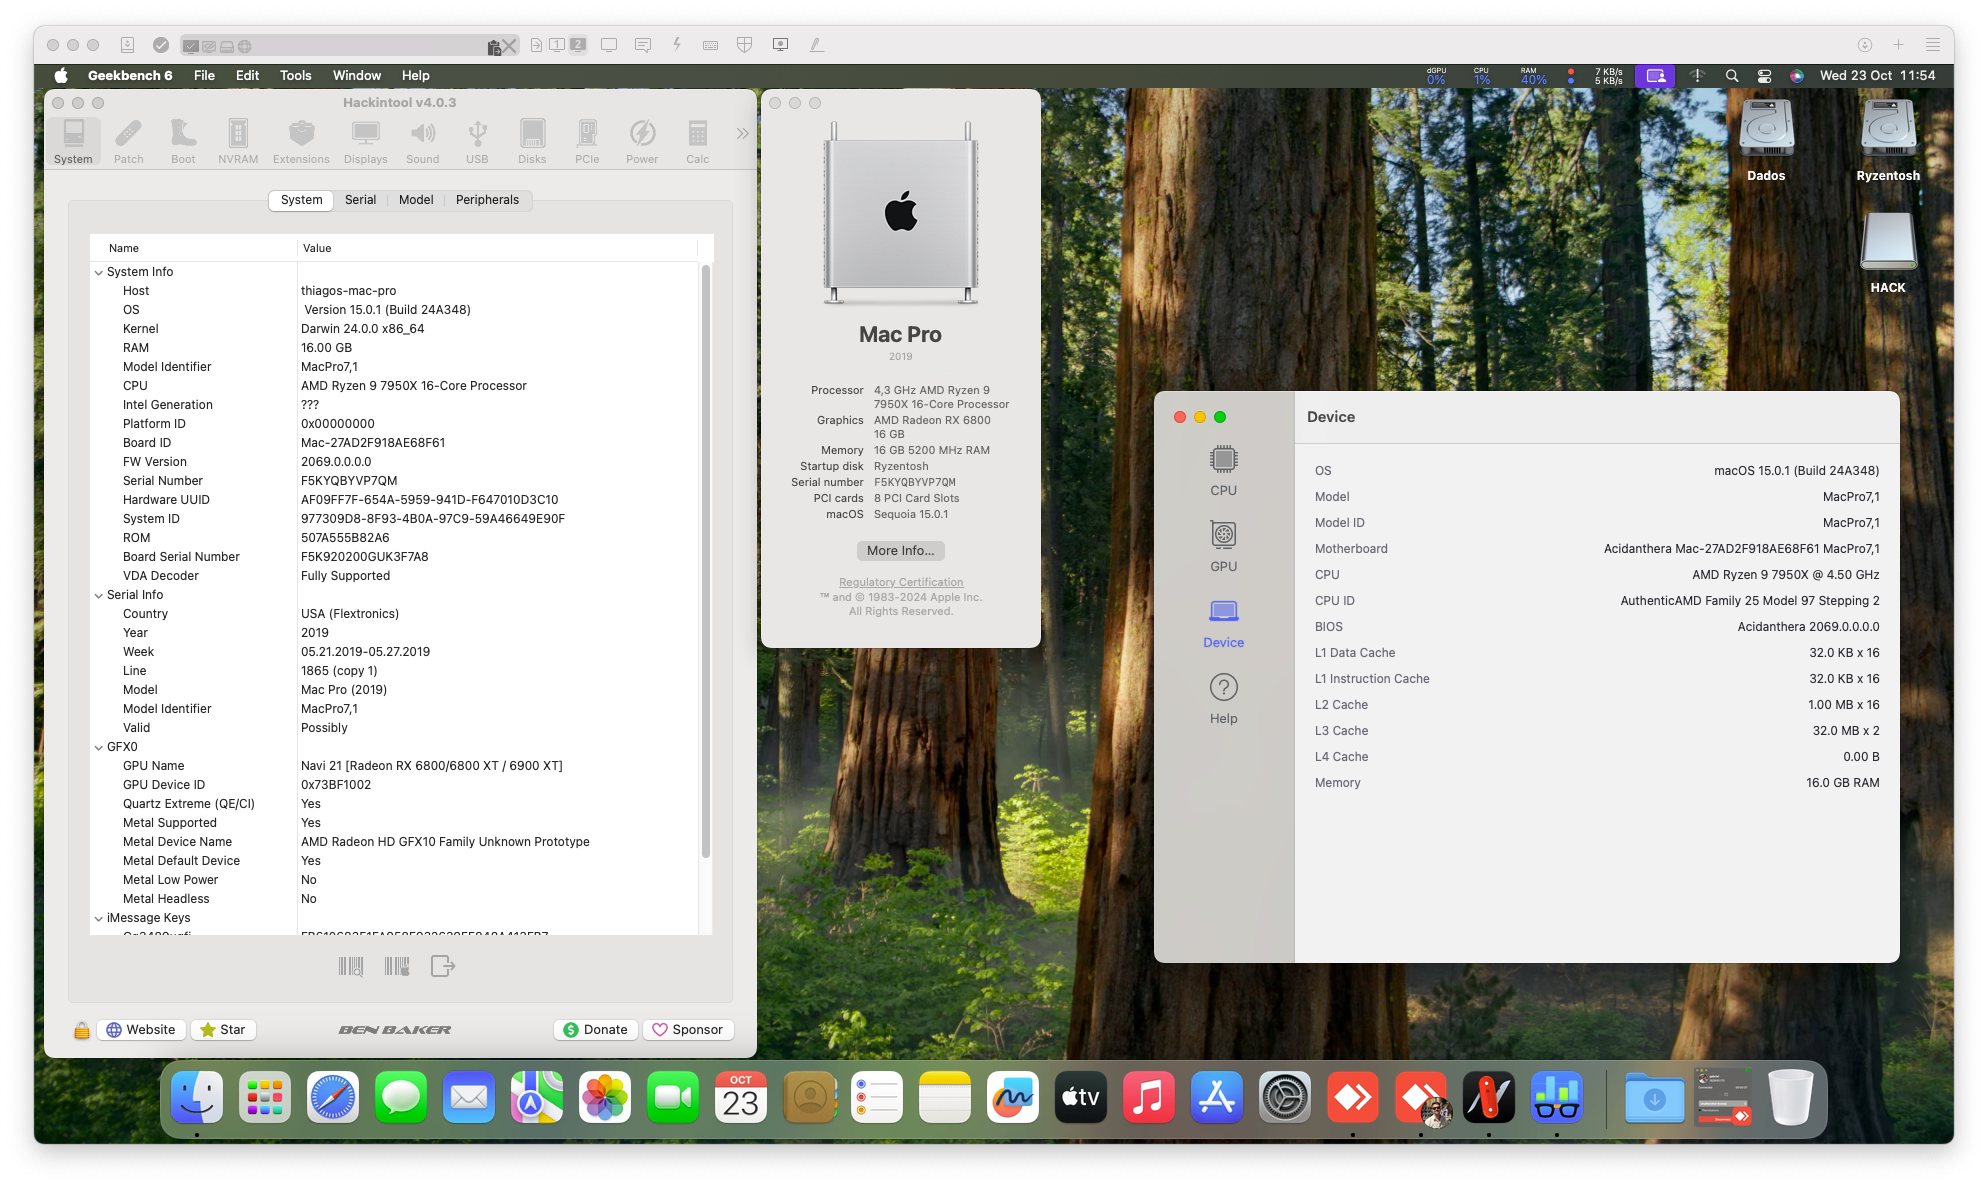 1
2
Geekbench 6 File Edit Tools Window Help
dGPU 0% CPU 1% RAM 40% 7 KB/s 5 KB/s Wed 23 Oct 11:54
Hackintool v4.0.3
System Patch Boot NVRAM Extensions Displays Sound USB Disks PCIe Power Calc
System Serial Model Peripherals
Name Value
System Info
Host thiagos-mac-pro
OS Version 15.0.1 (Build 24A348)
Kernel Darwin 24.0.0 x86_64
RAM 16.00 GB
Model Identifier MacPro7,1
CPU AMD Ryzen 9 7950X 16-Core Processor
Intel Generation ???
Platform ID 0x00000000
Board ID Mac-27AD2F918AE68F61
FW Version 2069.0.0.0.0
Serial Number F5KYQBYVP7QM
Hardware UUID AF09FF7F-654A-5959-941D-F647010D3C10
System ID 977309D8-8F93-4B0A-97C9-59A46649E90F
ROM 507A555B82A6
Board Serial Number F5K920200GUK3F7A8
VDA Decoder Fully Supported
Serial Info
Country USA (Flextronics)
Year 2019
Week 05.21.2019-05.27.2019
Line 1865 (copy 1)
Model Mac Pro (2019)
Model Identifier MacPro7,1
Valid Possibly
GFX0
GPU Name Navi 21 [Radeon RX 6800/6800 XT / 6900 XT]
GPU Device ID 0x73BF1002
Quartz Extreme (QE/CI) Yes
Metal Supported Yes
Metal Device Name AMD Radeon HD GFX10 Family Unknown Prototype
Metal Default Device Yes
Metal Low Power No
Metal Headless No
iMessage Keys
Website Star BEN BAKER Donate Sponsor
Mac Pro
2019
Processor 4,3 GHz AMD Ryzen 9
7950X 16-Core Processor
Graphics AMD Radeon RX 6800
16 GB
Memory 16 GB 5200 MHz RAM
Startup disk Ryzentosh
Serial number F5KYQBYVP7QM
PCI cards 8 PCI Card Slots
macOS Sequoia 15.0.1
More Info...
Regulatory Certification
™ and © 1983-2024 Apple Inc.
All Rights Reserved.
Dados
Ryzentosh
HACK
Device
CPU
GPU
Device
Help
OS macOS 15.0.1 (Build 24A348)
Model MacPro7,1
Model ID MacPro7,1
Motherboard Acidanthera Mac-27AD2F918AE68F61 MacPro7,1
CPU AMD Ryzen 9 7950X @ 4.50 GHz
CPU ID AuthenticAMD Family 25 Model 97 Stepping 2
BIOS Acidanthera 2069.0.0.0.0
L1 Data Cache 32.0 KB x 16
L1 Instruction Cache 32.0 KB x 16
L2 Cache 1.00 MB x 16
L3 Cache 32.0 MB x 2
L4 Cache 0.00 B
Memory 16.0 GB RAM
OCT
23
tv